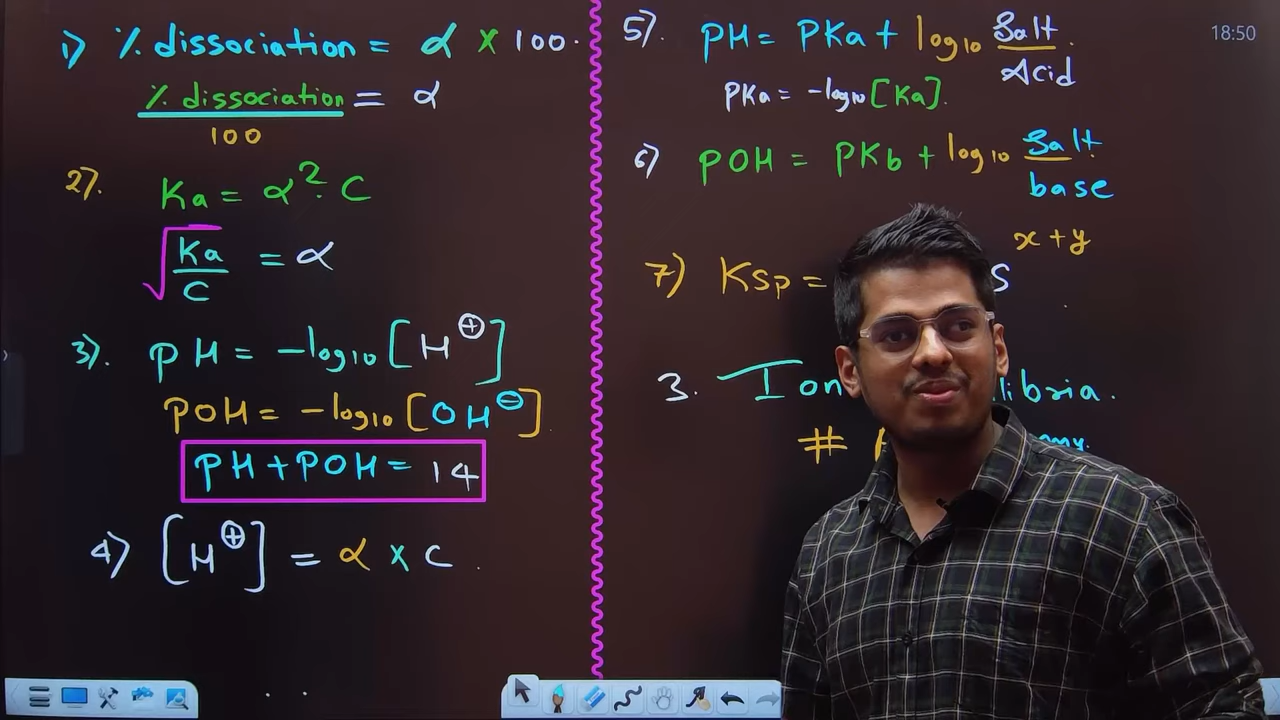 1) % dissociation = α × 100.
% dissociation / 100 = α
2). Ka = α². C
√Ka/C = α
3). PH = -log10 [H⊕]
POH = -log10 [OH⊖].
PH + POH = 14
4) [H⊕] = α × C.
5). PH = PKa + log10 Salt / Acid
PKa = -log10 [Ka].
6) POH = PKb + log10 Salt / base
7) Ksp = S x+y
3.
#
18:50